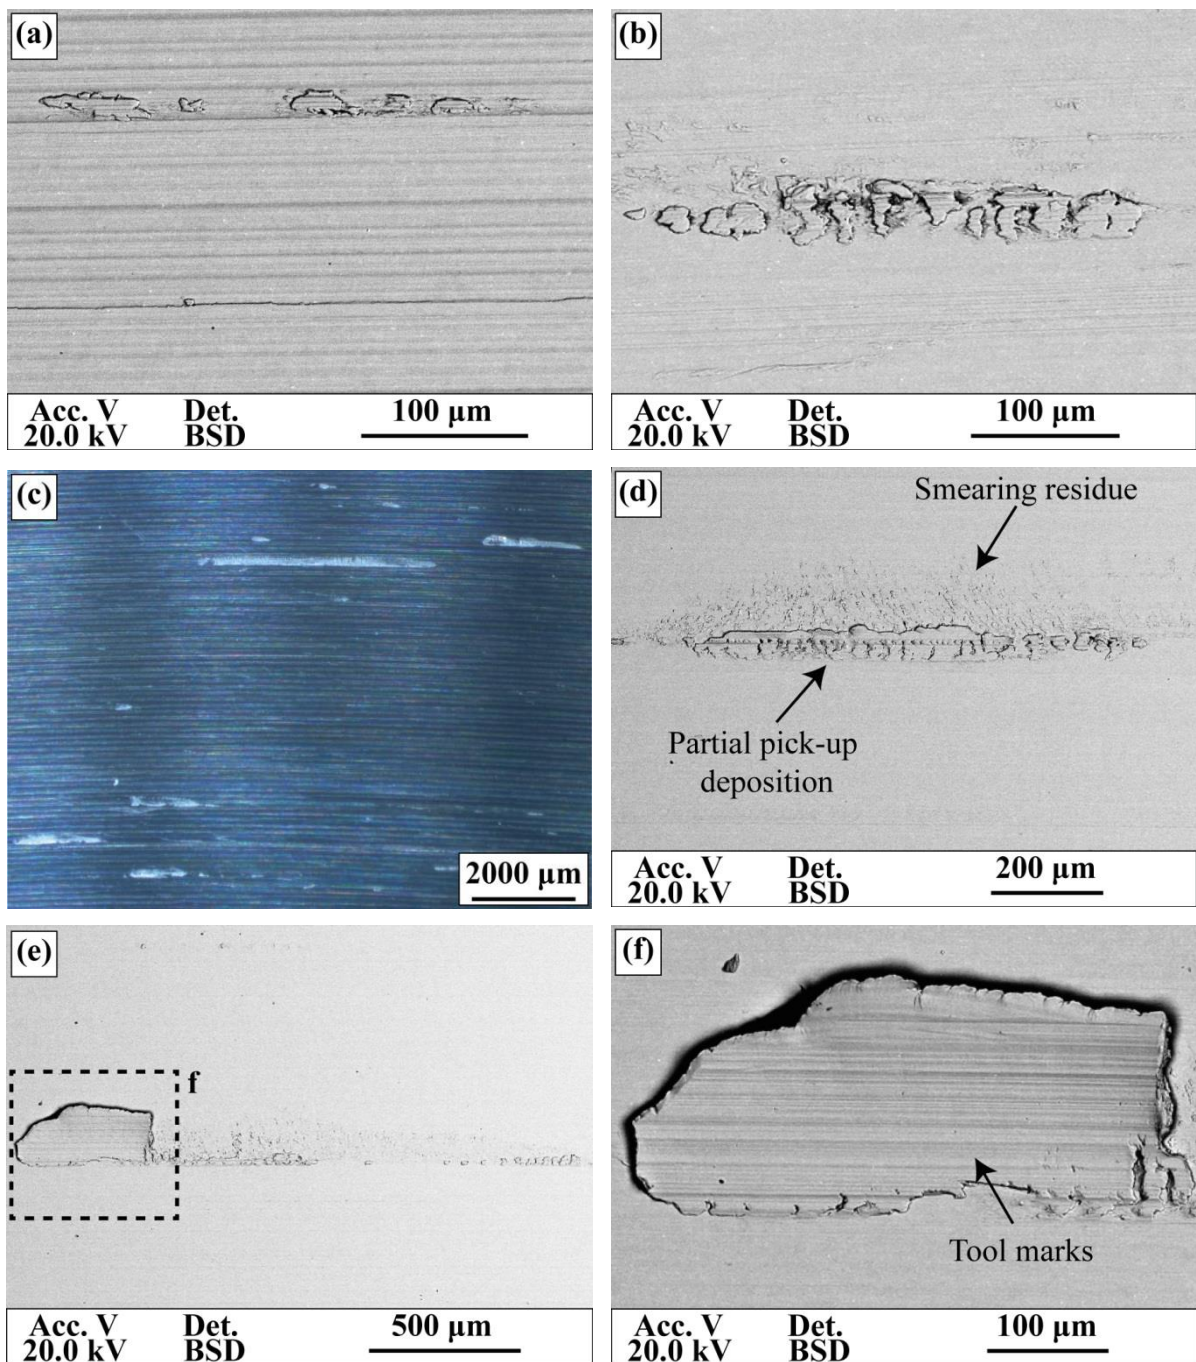 (a)
Acc. V Det. 100 µm
20.0 kV BSD
(b)
Acc. V Det. 100 µm
20.0 kV BSD
(c)
2000 µm
(d)
Smearing residue
Partial pick-up
deposition
Acc. V Det. 200 µm
20.0 kV BSD
(e)
f
Acc. V Det. 500 µm
20.0 kV BSD
(f)
Tool marks
Acc. V Det. 100 µm
20.0 kV BSD